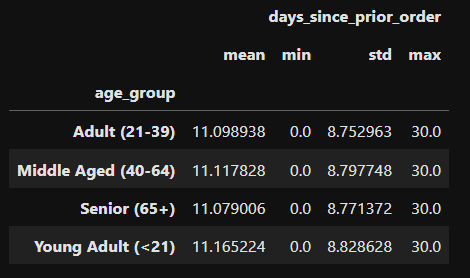 days_since_prior_order
mean min std max
age_group
Adult (21-39) 11.098938 0.0 8.752963 30.0
Middle Aged (40-64) 11.117828 0.0 8.797748 30.0
Senior (65+) 11.079006 0.0 8.771372 30.0
Young Adult (<21) 11.165224 0.0 8.828628 30.0